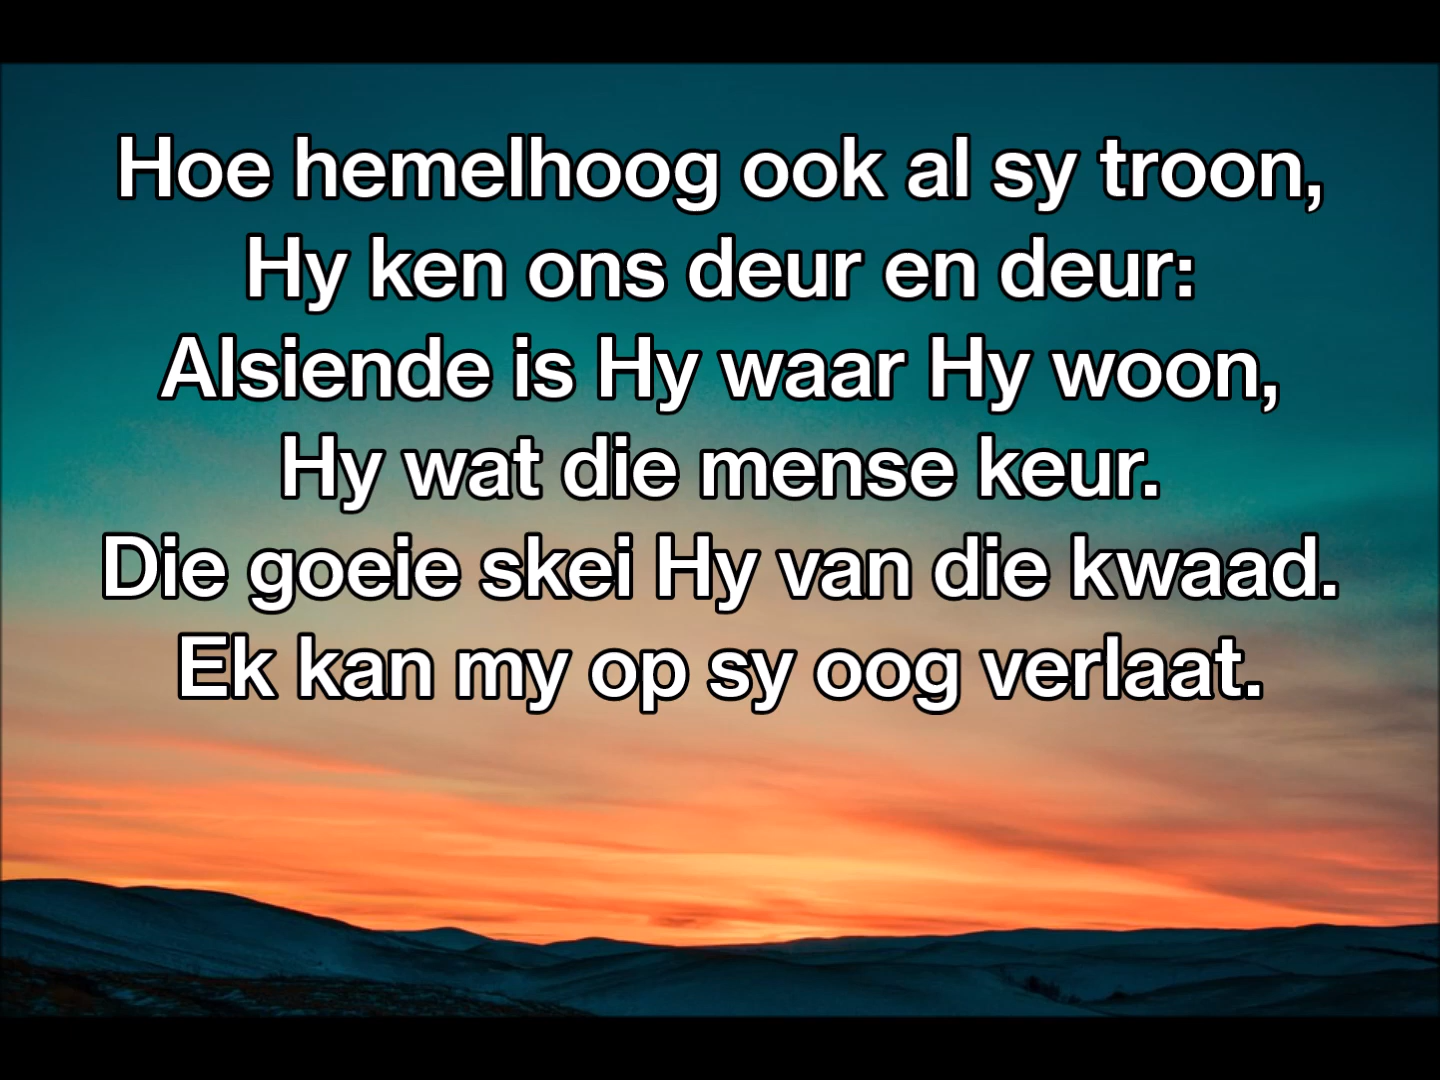 Hoe hemelhoog ook al sy troon,
Hy ken ons deur en deur:
Alsiende is Hy waar Hy woon,
Hy wat die mense keur.
Die goeie skei Hy van die kwaad.
Ek kan my op sy oog verlaat.